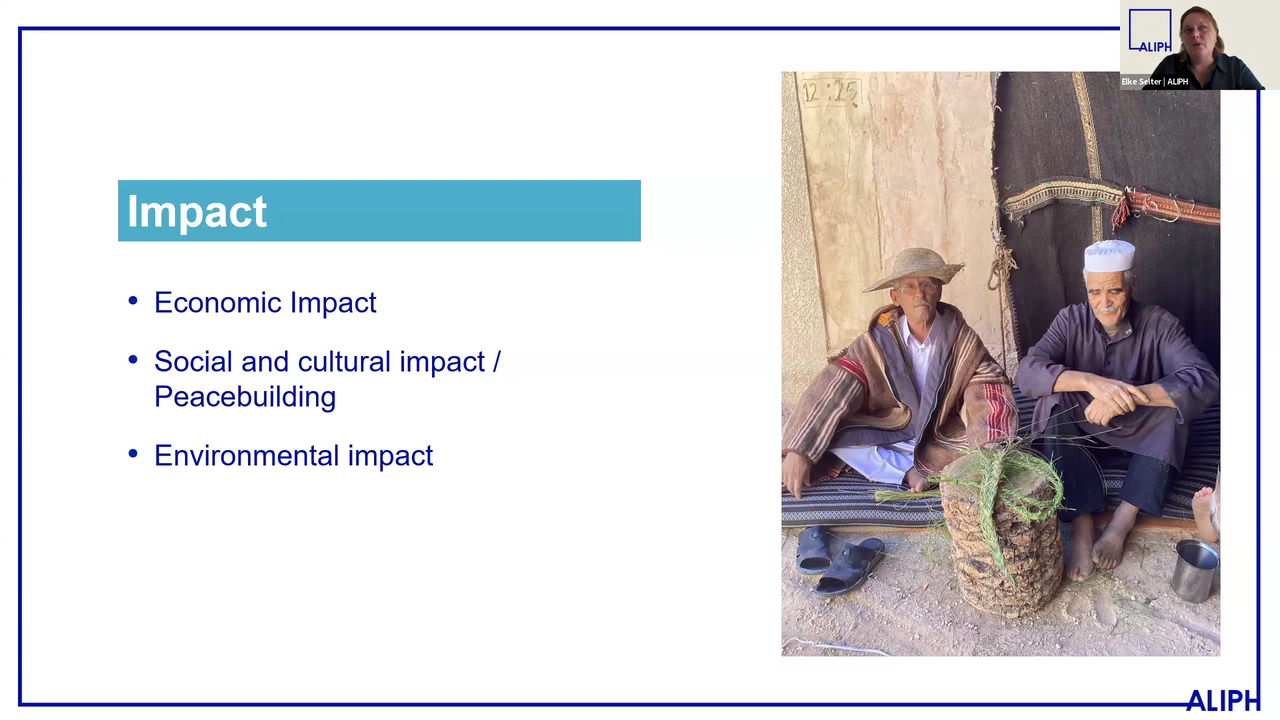 ALIPH
Elke Selter | ALIPH
12:25
Impact
• Economic Impact
• Social and cultural impact /
Peacebuilding
• Environmental impact
ALIPH